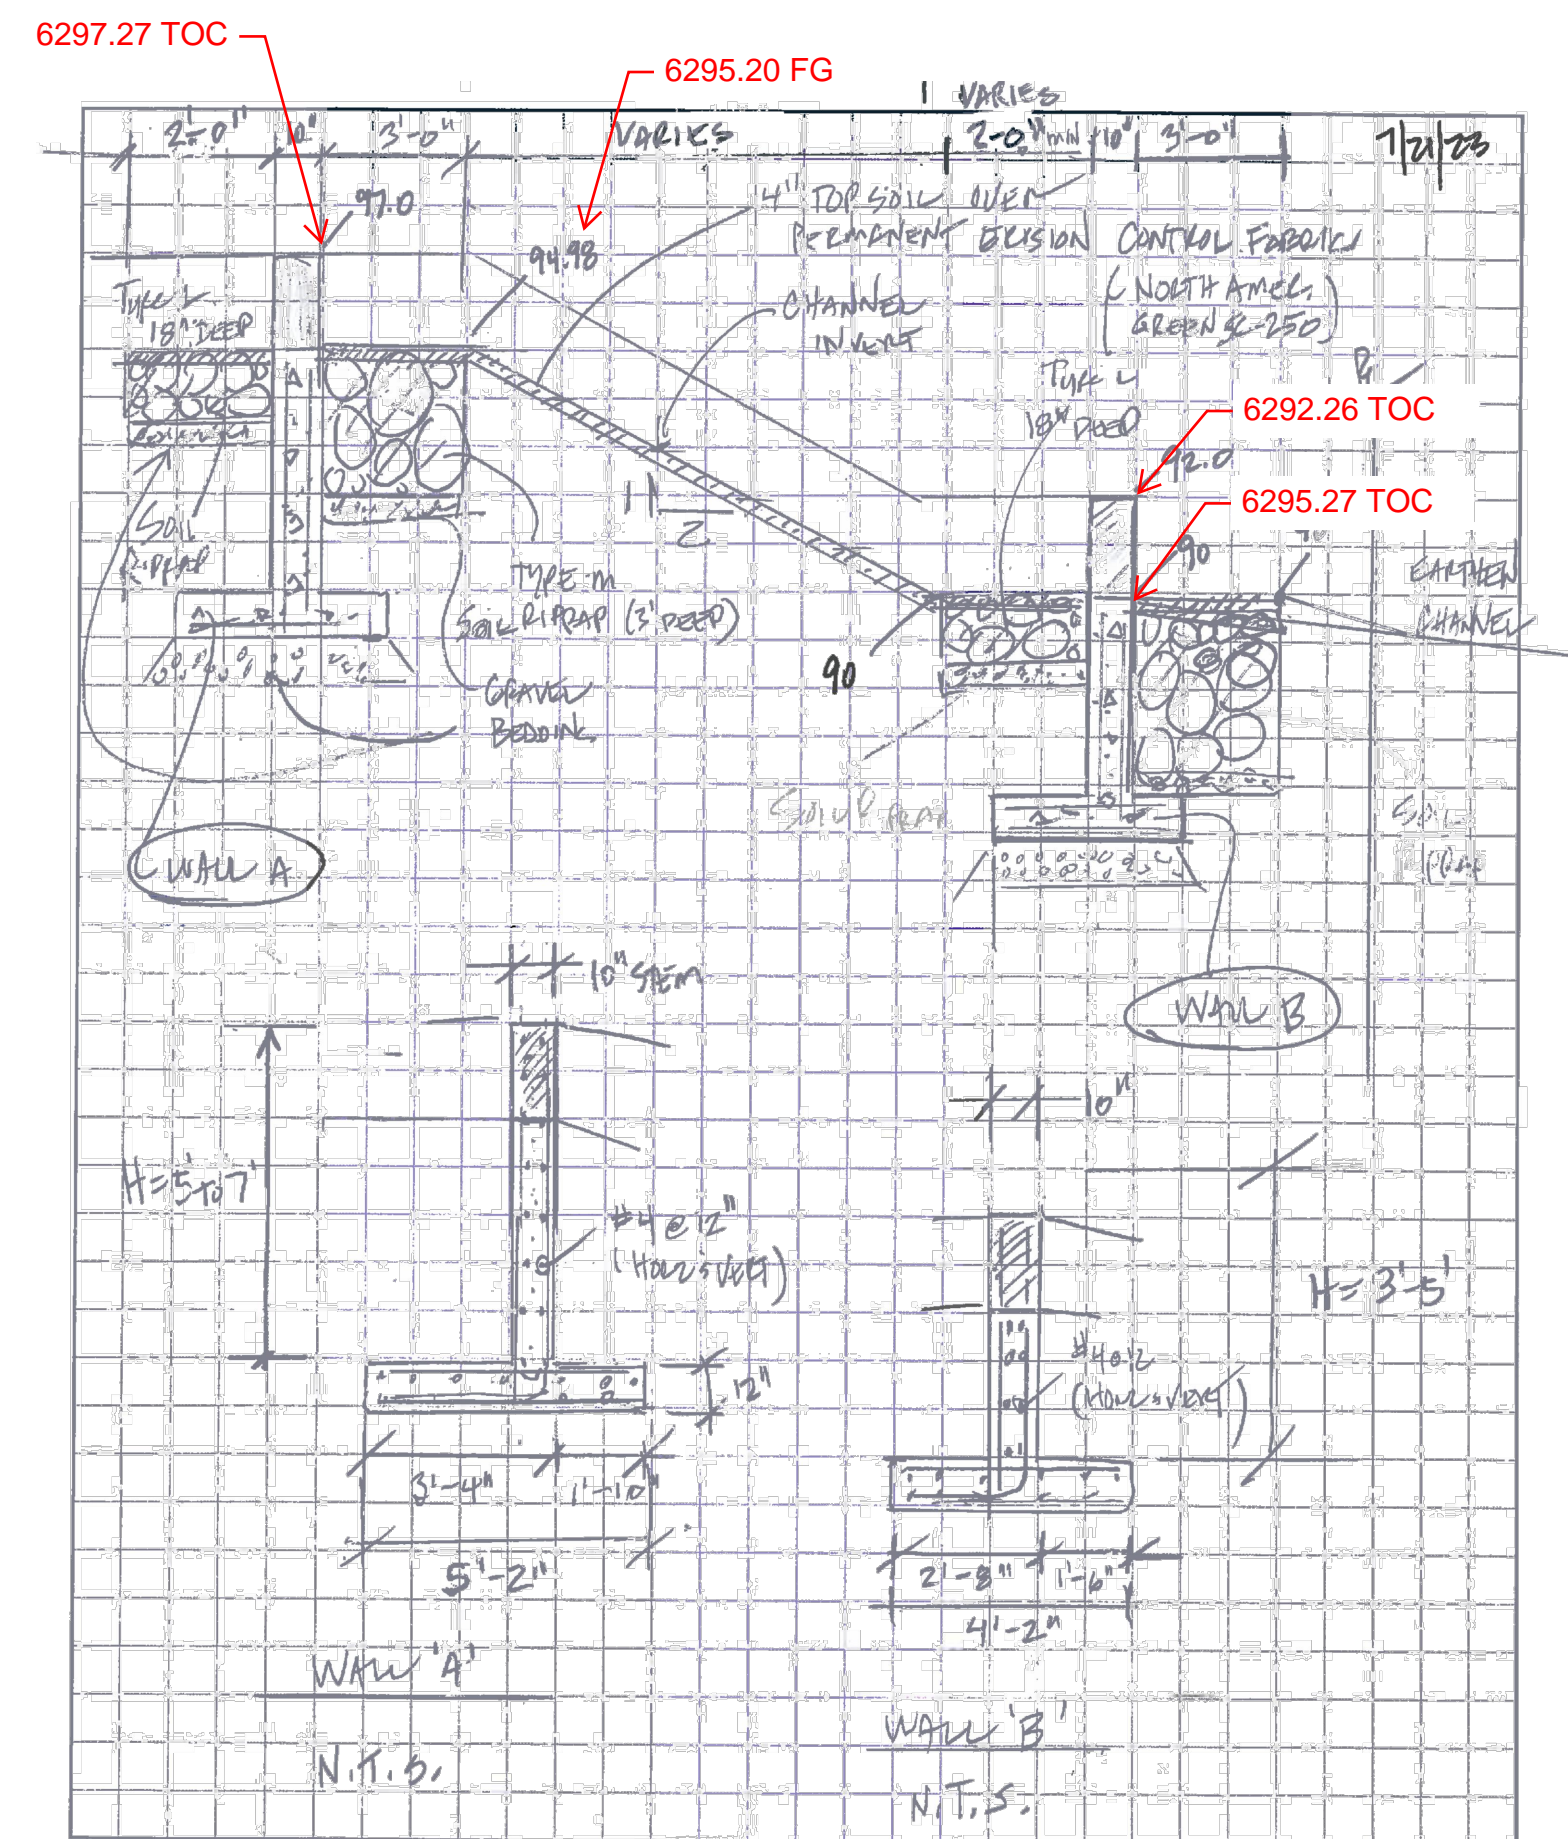 6297.27 TOC
6295.20 FG
VARIES
2'-0"
10"
3'-0"
VARIES
2-0" MIN
10"
3'-0"
7/21/23
97.0
94.98
4" TOP SOIL OVER
PERMANENT EROSION CONTROL FABRIC
(NORTH AMER.
GREEN SC-250)
TYPE L
18" DEEP
CHANNEL
INVERT
TYPE L
18" DEEP
6292.26 TOC
92.0
6295.27 TOC
90
1
2
SOIL
RIPRAP
TYPE M
SOIL RIPRAP (3' DEEP)
EARTHEN
CHANNEL
90
GRAVEL
BEDDING
SOIL
WALL A
WALL B
10" STEM
10"
H=5' to 7'
#4 @ 12"
(HORZ & VERT)
H= 3'-5'
#4@12
(HORZ & VERT)
12"
3'-4"
1'-10"
5'-2"
2'-8"
1'-6"
4'-2"
WALL 'A'
N.T.S.
WALL 'B'
N.T.S.